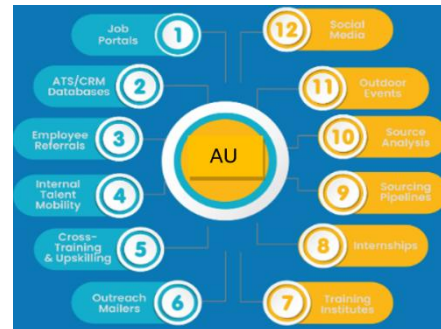 Job
Portals
1
ATS/CRM
Databases
2
Employee
Referrals
3
Internal
Talent
Mobility
4
Cross-
Training
& Upskilling
5
Outreach
Mailers
6
AU
12
Social
Media
11
Outdoor
Events
10
Source
Analysis
9
Sourcing
Pipelines
8
Internships
7
Training
Institutes